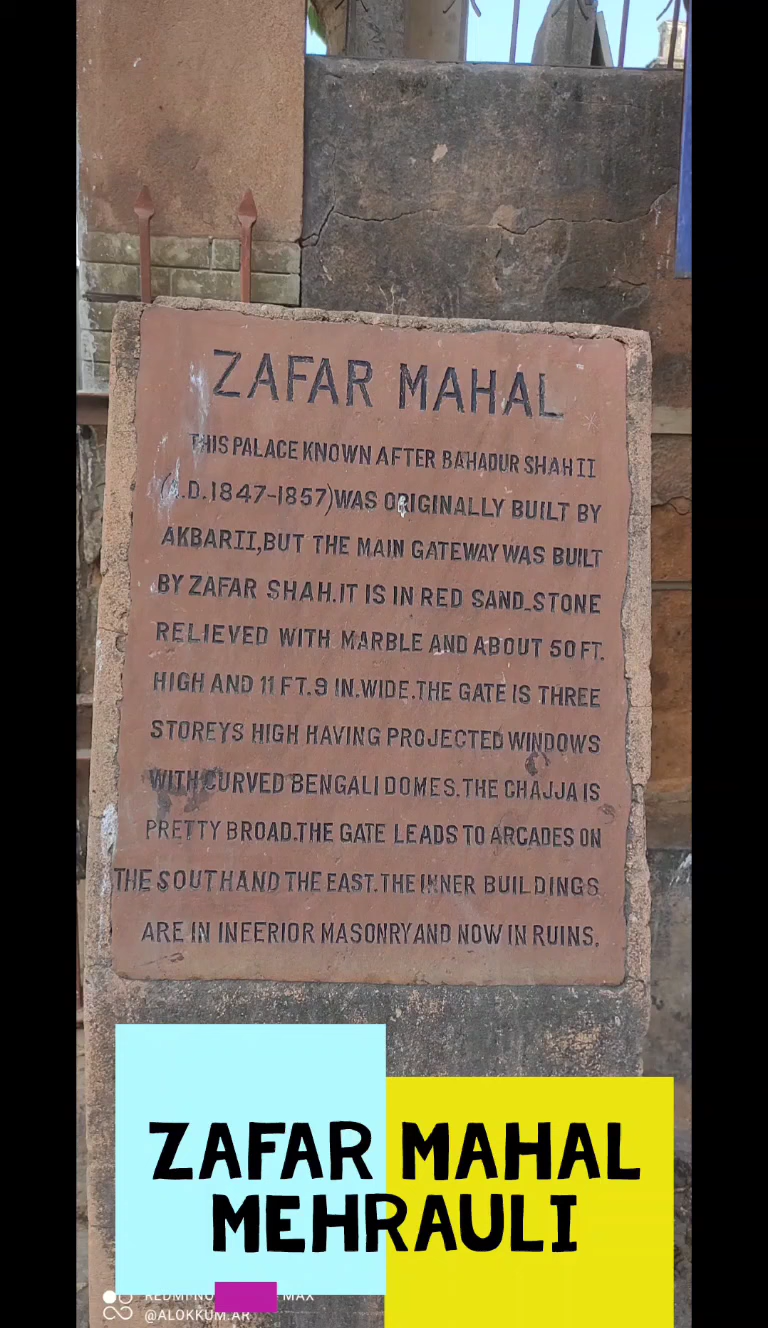 ZAFAR MAHAL
THIS PALACE KNOWN AFTER BAHADUR SHAH II
(A.D.1847-1857)WAS ORIGINALLY BUILT BY
AKBARII,BUT THE MAIN GATEWAY WAS BUILT
BY ZAFAR SHAH.IT IS IN RED SAND_STONE
RELIEVED WITH MARBLE AND ABOUT 50 FT.
HIGH AND 11 FT.9 IN.WIDE.THE GATE IS THREE
STOREYS HIGH HAVING PROJECTED WINDOWS
WITH CURVED BENGALI DOMES.THE CHAJJA IS
PRETTY BROAD.THE GATE LEADS TO ARCADES ON
THE SOUTH AND THE EAST.THE INNER BUILDINGS
ARE IN INFERIOR MASONRY AND NOW IN RUINS.
ZAFAR MAHAL
MEHRAULI
REDMI NO MAX
@ALOKKUM.AR